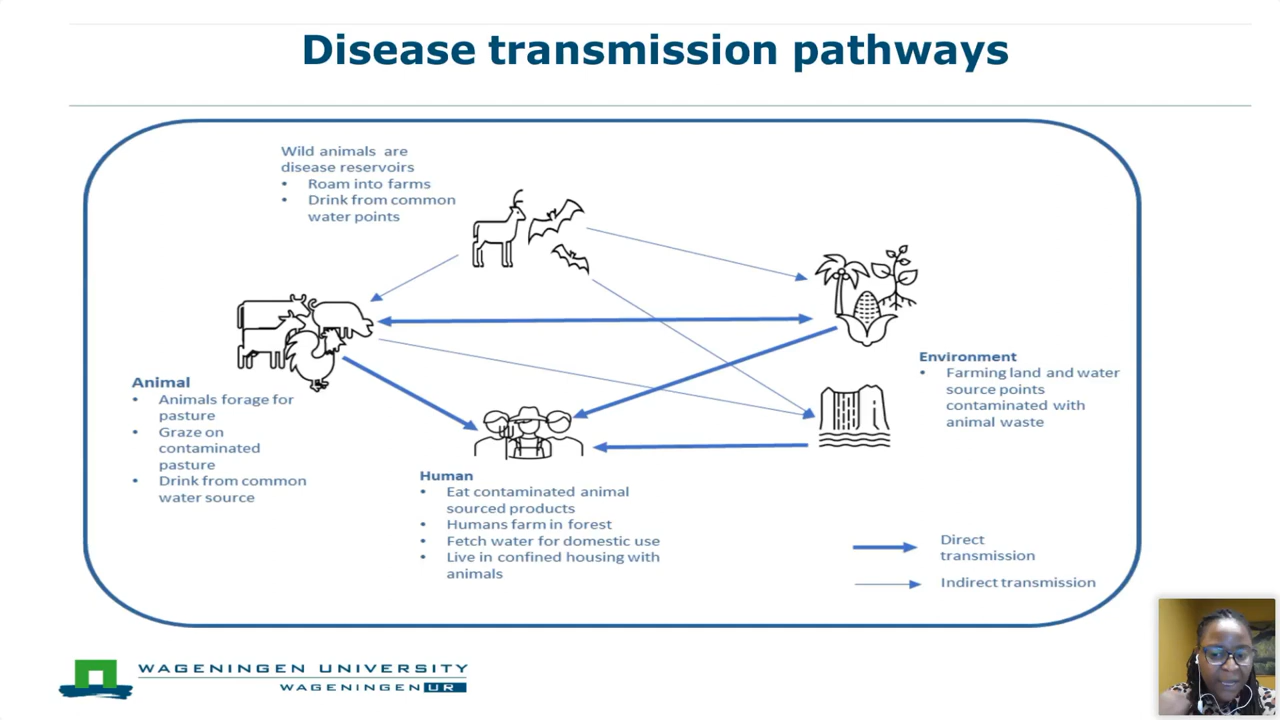 Disease transmission pathways
Wild animals are
disease reservoirs
• Roam into farms
• Drink from common
water points
Animal
• Animals forage for
pasture
• Graze on
contaminated
pasture
• Drink from common
water source
Human
• Eat contaminated animal
sourced products
• Humans farm in forest
• Fetch water for domestic use
• Live in confined housing with
animals
Environment
• Farming land and water
source points
contaminated with
animal waste
Direct
transmission
Indirect transmission
WAGENINGEN UNIVERSITY
WAGENINGEN UR